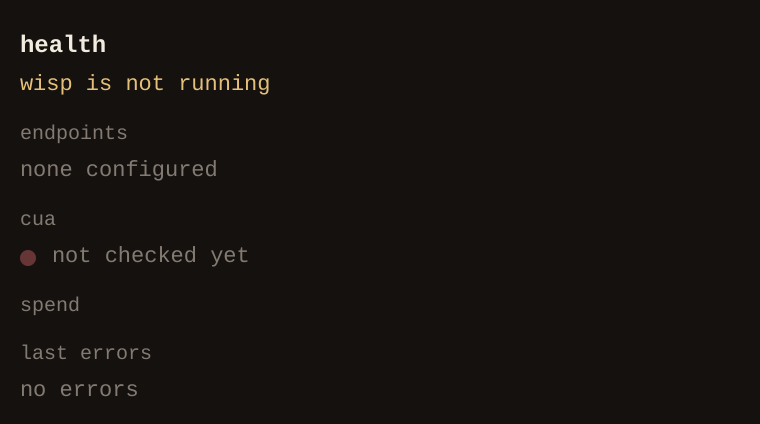 health
wisp is not running
endpoints
none configured
cua
not checked yet
spend
last errors
no errors